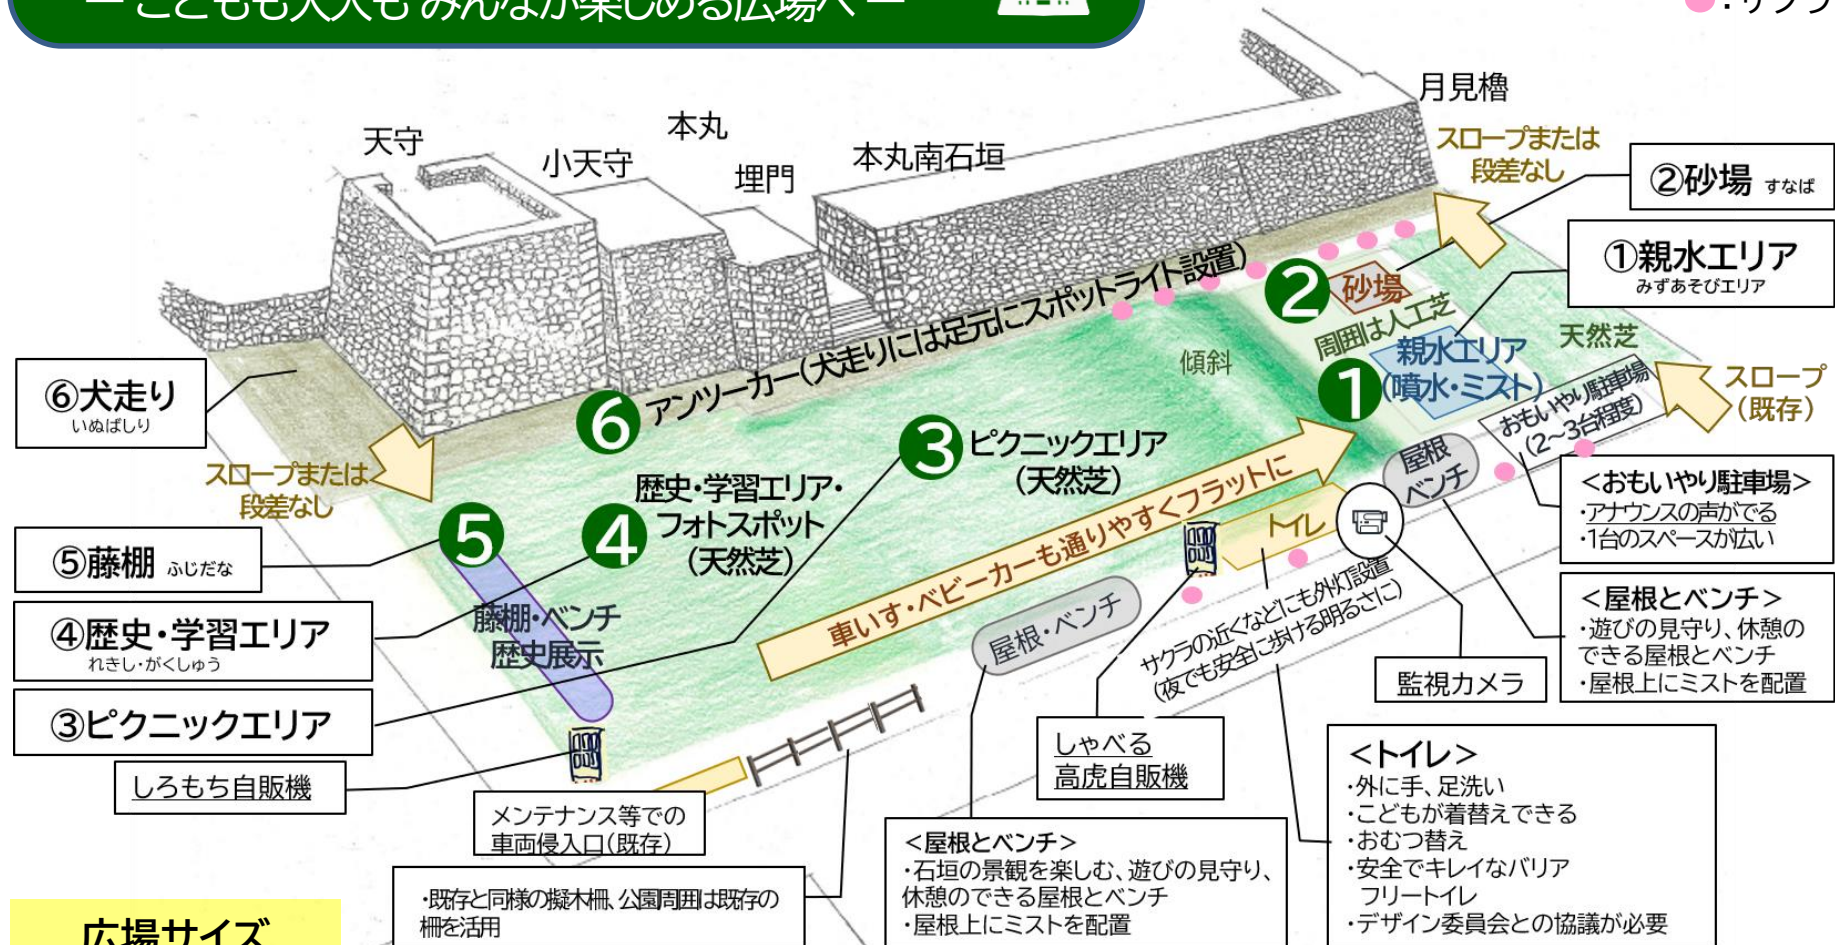 ー こどもも大人も みんなが楽しめる広場へ ー
●:サクラ
月見櫓
天守
小天守
本丸
埋門
本丸南石垣
スロープまたは
段差なし
②砂場 すなば
①親水エリア
みずあそびエリア
2
砂場
周囲は人工芝
親水エリア
(噴水・ミスト)
1
天然芝
傾斜
おもいやり駐車場
(2~3台程度)
スロープ
(既存)
⑥犬走り
いぬばしり
6
アンツーカー(犬走りには足元にスポットライト設置)
スロープまたは
段差なし
3
ピクニックエリア
(天然芝)
歴史・学習エリア・
フォトスポット
(天然芝)
4
5
車いす・ベビーカーも通りやすくフラットに
屋根
ベンチ
トイレ
<おもいやり駐車場>
・アナウンスの声がでる
・1台のスペースが広い
⑤藤棚 ふじだな
④歴史・学習エリア
れきし・がくしゅう
③ピクニックエリア
藤棚・ベンチ
歴史展示
屋根・ベンチ
サクラの近くなどにも外灯設置
(夜でも安全に歩ける明るさに)
監視カメラ
<屋根とベンチ>
・遊びの見守り、休憩の
できる屋根とベンチ
・屋根上にミストを配置
しろもち自販機
メンテナンス等での
車両侵入口(既存)
しゃべる
高虎自販機
<トイレ>
・外に手、足洗い
・こどもが着替えできる
・おむつ替え
・安全でキレイなバリア
フリートイレ
・デザイン委員会との協議が必要
<屋根とベンチ>
・石垣の景観を楽しむ、遊びの見守り、
休憩のできる屋根とベンチ
・屋根上にミストを配置
・既存と同様の擬木柵、公園周囲は既存の
柵を活用
広場サイズ